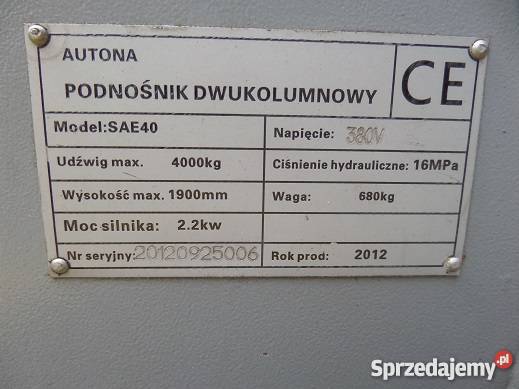 AUTONA
PODNOŚNIK DWUKOLUMNOWY
CE
Model:SAE40
Napięcie: 380V
Udźwig max. 4000kg
Ciśnienie hydrauliczne: 16MPa
Wysokość max. 1900mm
Waga: 680kg
Moc silnika: 2.2kw
Nr seryjny: 20120925006
Rok prod: 2012
Sprzedajemy.pl